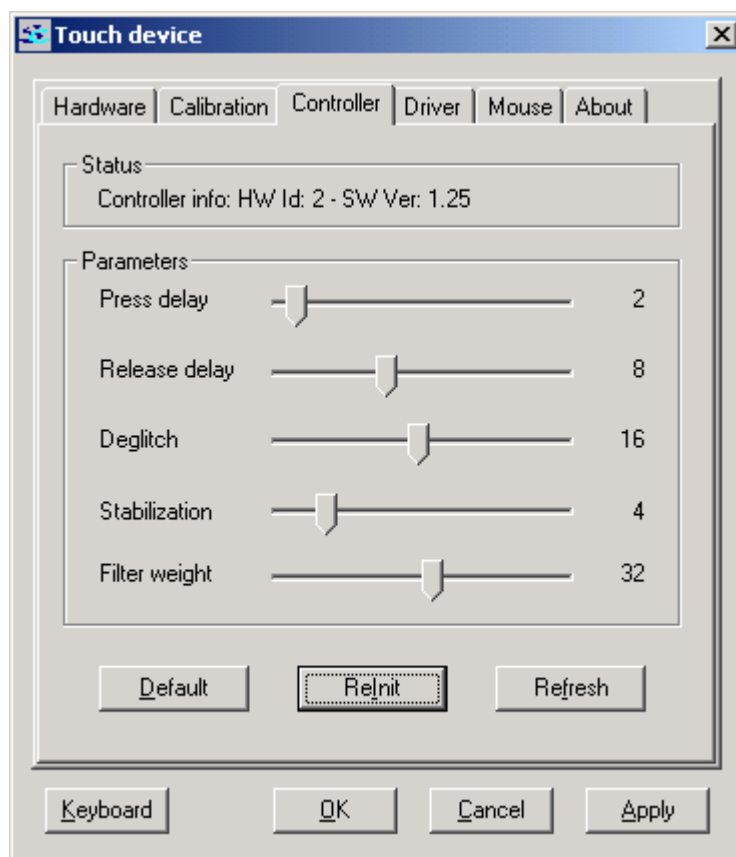 Touch device
Hardware Calibration Controller Driver Mouse About
Status
Controller info: HW Id: 2 - SW Ver: 1.25
Parameters
Press delay 2
Release delay 8
Deglitch 16
Stabilization 4
Filter weight 32
Default ReInit Refresh
Keyboard OK Cancel Apply